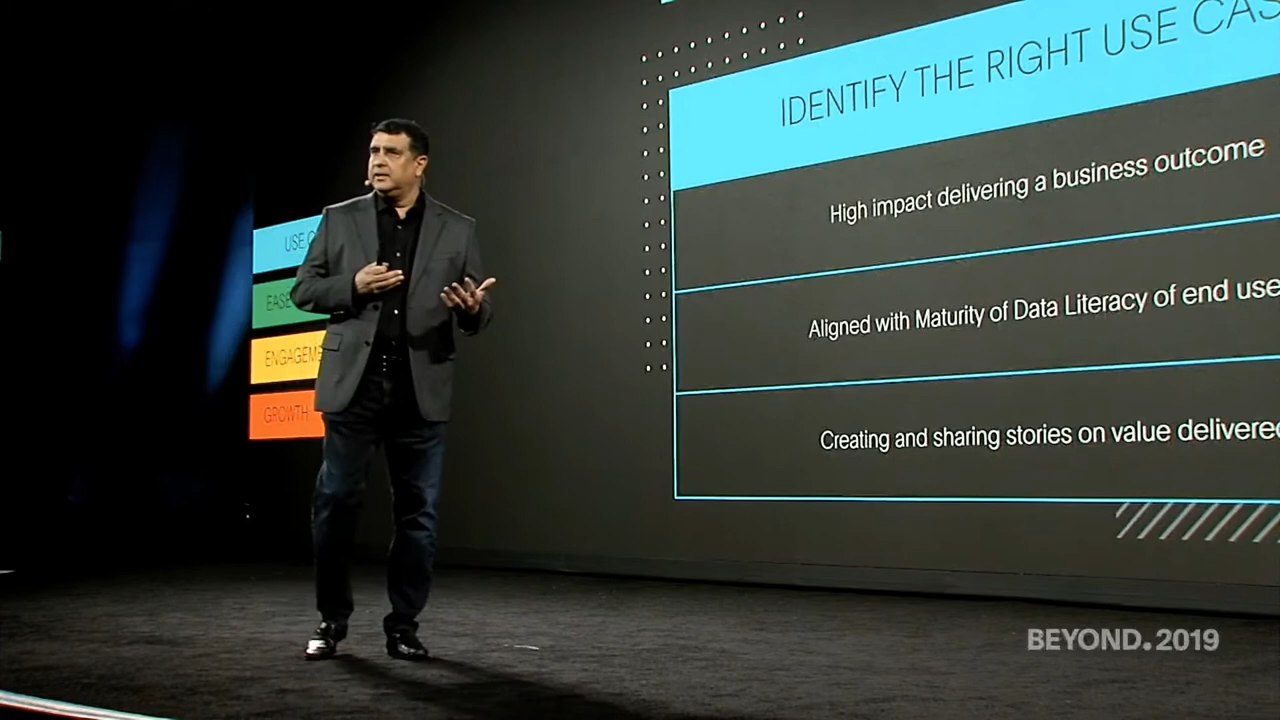 IDENTIFY THE RIGHT USE CAS
High impact delivering a business outcome
Aligned with Maturity of Data Literacy of end use
Creating and sharing stories on value delivered
USE C
EASE
ENGAGEME
GROWTH
BEYOND.2019